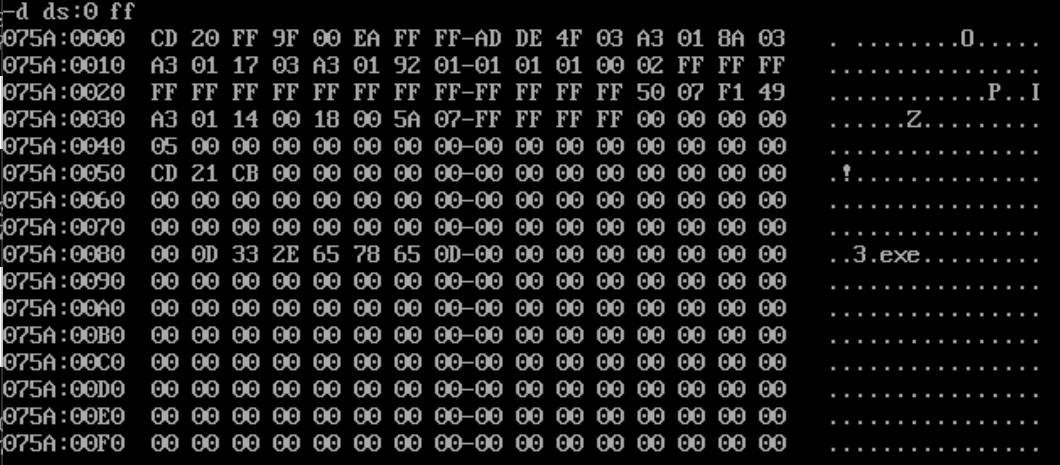 -d ds:0 ff
075A:0000 CD 20 FF 9F 00 EA FF FF-AD DE 4F 03 A3 01 8A 03 . ........O.....
075A:0010 A3 01 17 03 A3 01 92 01-01 01 01 00 02 FF FF FF ................
075A:0020 FF FF FF FF FF FF FF FF-FF FF FF FF 50 07 F1 49 ............P..I
075A:0030 A3 01 14 00 18 00 5A 07-FF FF FF FF 00 00 00 00 ......Z.........
075A:0040 05 00 00 00 00 00 00 00-00 00 00 00 00 00 00 00 ................
075A:0050 CD 21 CB 00 00 00 00 00-00 00 00 00 00 00 00 00 .!..............
075A:0060 00 00 00 00 00 00 00 00-00 00 00 00 00 00 00 00 ................
075A:0070 00 00 00 00 00 00 00 00-00 00 00 00 00 00 00 00 ................
075A:0080 00 0D 33 2E 65 78 65 0D-00 00 00 00 00 00 00 00 ..3.exe.........
075A:0090 00 00 00 00 00 00 00 00-00 00 00 00 00 00 00 00 ................
075A:00A0 00 00 00 00 00 00 00 00-00 00 00 00 00 00 00 00 ................
075A:00B0 00 00 00 00 00 00 00 00-00 00 00 00 00 00 00 00 ................
075A:00C0 00 00 00 00 00 00 00 00-00 00 00 00 00 00 00 00 ................
075A:00D0 00 00 00 00 00 00 00 00-00 00 00 00 00 00 00 00 ................
075A:00E0 00 00 00 00 00 00 00 00-00 00 00 00 00 00 00 00 ................
075A:00F0 00 00 00 00 00 00 00 00-00 00 00 00 00 00 00 00 ................